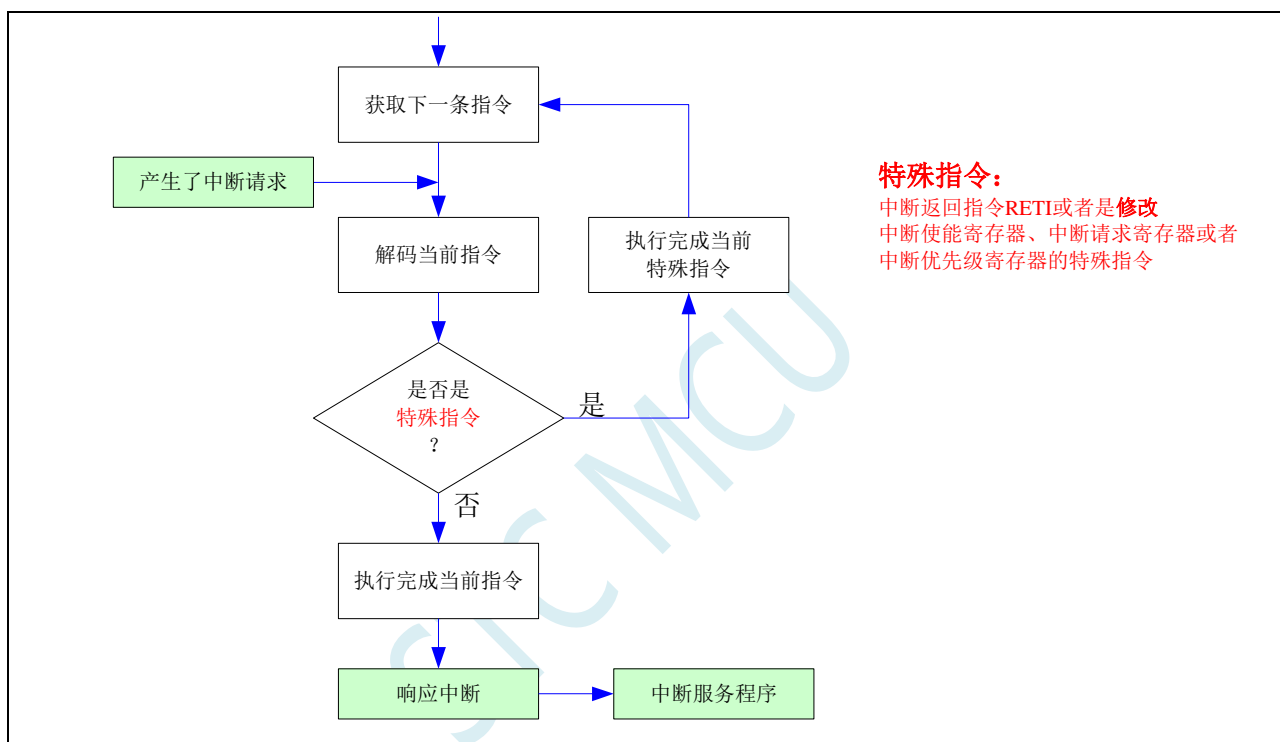 获取下一条指令
产生了中断请求
解码当前指令
执行完成当前
特殊指令
特殊指令：
中断返回指令RETI或者是修改
中断使能寄存器、中断请求寄存器或者
中断优先级寄存器的特殊指令
是否是
特殊指令
？
是
否
执行完成当前指令
响应中断
中断服务程序
STC MCU